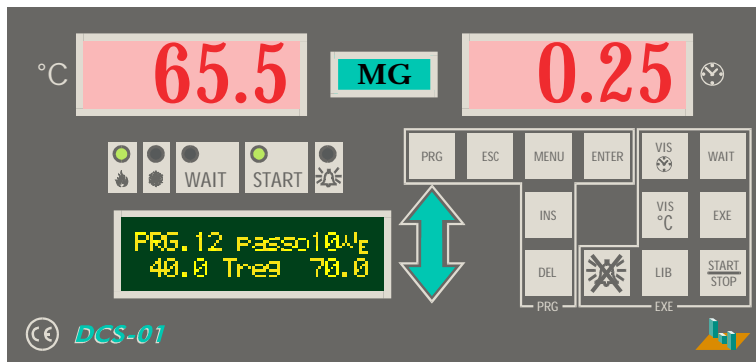 °C
65.5
MG
0.25
WAIT
START
PRG
ESC
MENU
ENTER
VIS
WAIT
INS
VIS
°C
EXE
DEL
LIB
START
STOP
PRG
EXE
PRG.12 passo10
40.0 Treg 70.0
CE
DCS-01